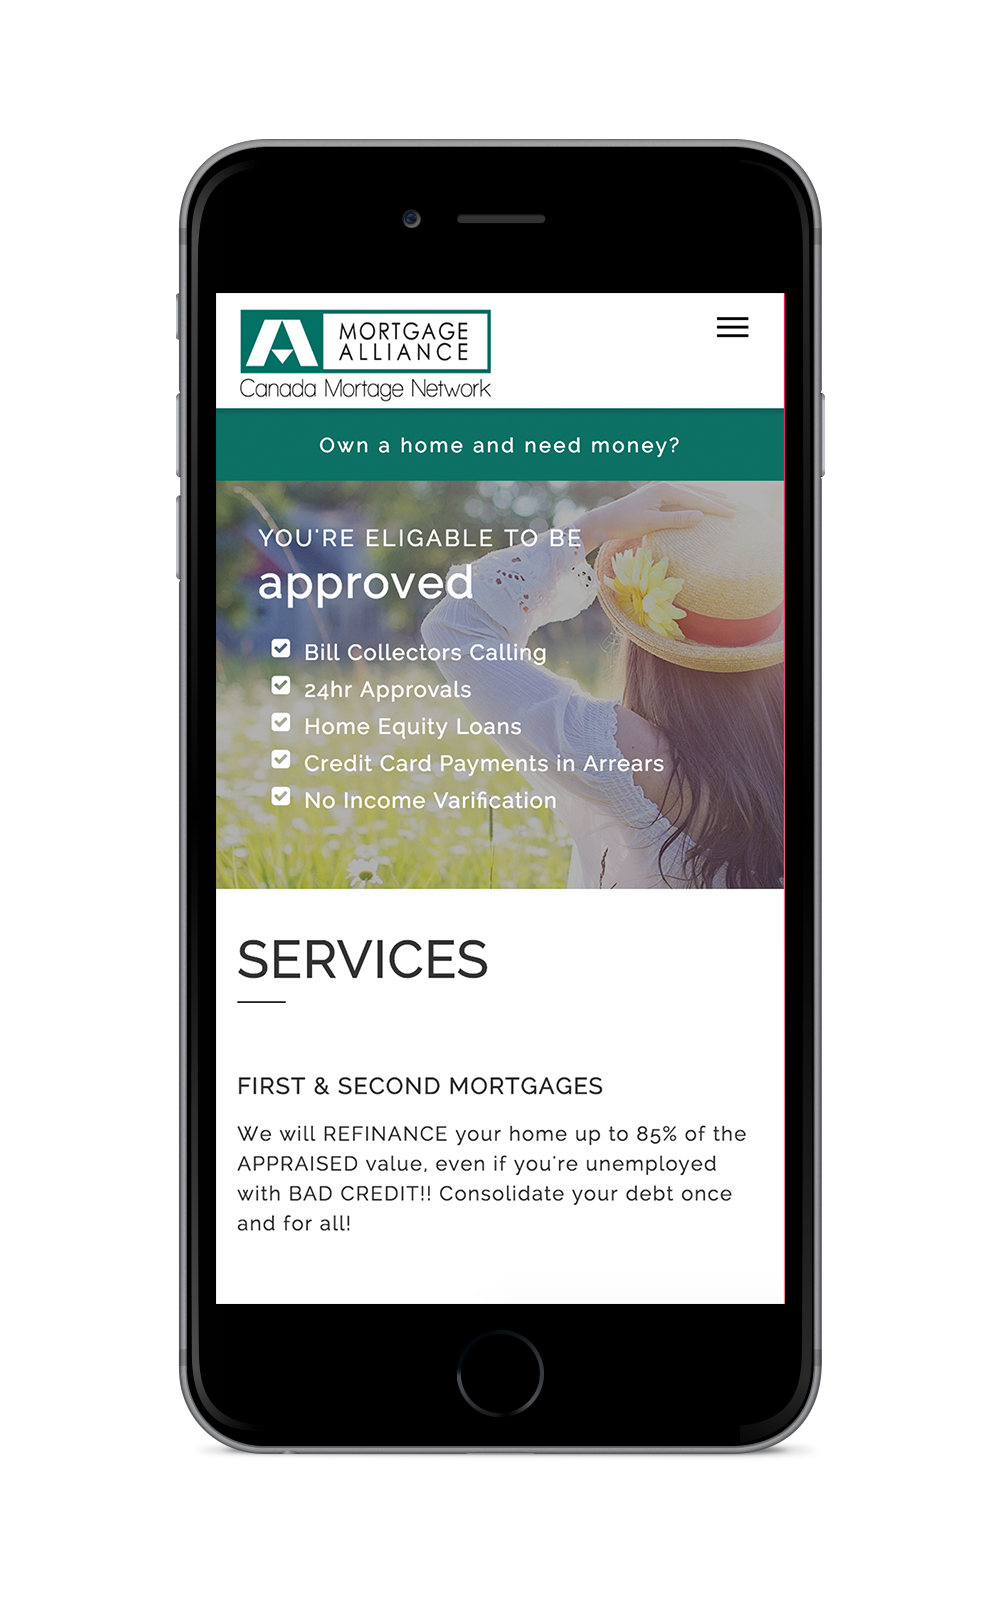 MORTGAGE
ALLIANCE
Canada Mortage Network
Own a home and need money?
YOU'RE ELIGABLE TO BE
approved
Bill Collectors Calling
24hr Approvals
Home Equity Loans
Credit Card Payments in Arrears
No Income Varification
SERVICES
FIRST & SECOND MORTGAGES
We will REFINANCE your home up to 85% of the
APPRAISED value, even if you're unemployed
with BAD CREDIT!! Consolidate your debt once
and for all!